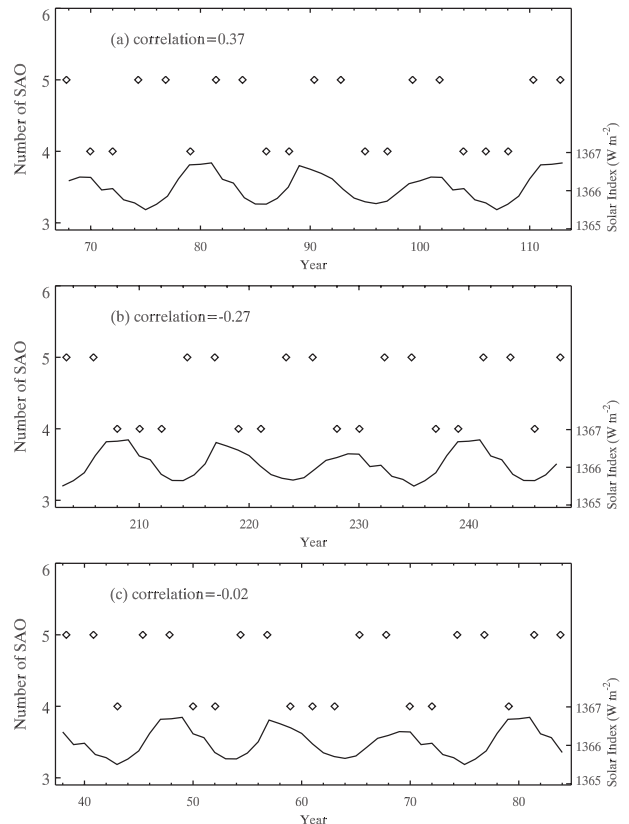 6
(a) correlation=0.37
Number of SAO
5
4
3
1367
1366
1365
Solar Index (W m-2)
70 80 90 100 110
Year
6
(b) correlation=-0.27
Number of SAO
5
4
3
1367
1366
1365
Solar Index (W m-2)
210 220 230 240
Year
6
(c) correlation=-0.02
Number of SAO
5
4
3
1367
1366
1365
Solar Index (W m-2)
40 50 60 70 80
Year